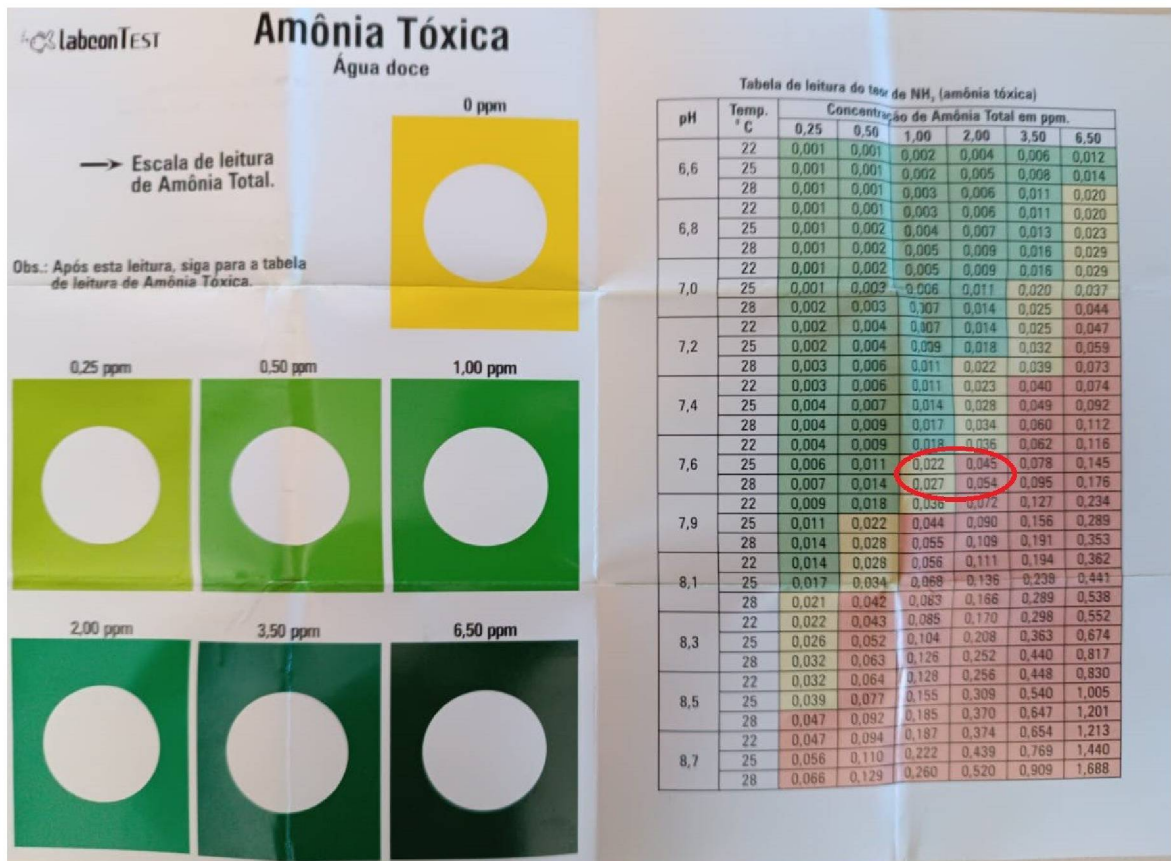 LabconTEST
Amônia Tóxica
Água doce
0 ppm
Escala de leitura
de Amônia Total.
Obs.: Após esta leitura, siga para a tabela
de leitura de Amônia Tóxica.
0,25 ppm 0,50 ppm 1,00 ppm
2,00 ppm 3,50 ppm 6,50 ppm
Tabela de leitura do teor de NH₃ (amônia tóxica)
pH Temp. °C Concentração de Amônia Total em ppm.
0,25 0,50 1,00 2,00 3,50 6,50
22 0,001 0,001 0,002 0,004 0,006 0,012
6,6 25 0,001 0,001 0,002 0,005 0,008 0,014
28 0,001 0,001 0,003 0,006 0,011 0,020
22 0,001 0,001 0,003 0,006 0,011 0,020
6,8 25 0,001 0,002 0,004 0,007 0,013 0,023
28 0,001 0,002 0,005 0,009 0,016 0,029
22 0,001 0,002 0,005 0,009 0,016 0,029
7,0 25 0,001 0,003 0,006 0,011 0,020 0,037
28 0,002 0,003 0,007 0,014 0,025 0,044
22 0,002 0,004 0,007 0,014 0,025 0,047
7,2 25 0,002 0,004 0,009 0,018 0,032 0,059
28 0,003 0,006 0,011 0,022 0,039 0,073
22 0,003 0,006 0,011 0,023 0,040 0,074
7,4 25 0,004 0,007 0,014 0,028 0,049 0,092
28 0,004 0,009 0,017 0,034 0,060 0,112
22 0,004 0,009 0,018 0,036 0,062 0,116
7,6 25 0,006 0,011 0,022 0,045 0,078 0,145
28 0,007 0,014 0,027 0,054 0,095 0,176
22 0,009 0,018 0,036 0,072 0,127 0,234
7,9 25 0,011 0,022 0,044 0,090 0,156 0,289
28 0,014 0,028 0,055 0,109 0,191 0,353
22 0,014 0,028 0,056 0,111 0,194 0,362
8,1 25 0,017 0,034 0,068 0,136 0,238 0,441
28 0,021 0,042 0,083 0,166 0,289 0,538
22 0,022 0,043 0,085 0,170 0,298 0,552
8,3 25 0,026 0,052 0,104 0,208 0,363 0,674
28 0,032 0,063 0,126 0,252 0,440 0,817
22 0,032 0,064 0,128 0,256 0,448 0,830
8,5 25 0,039 0,077 0,155 0,309 0,540 1,005
28 0,047 0,092 0,185 0,370 0,647 1,201
22 0,047 0,094 0,187 0,374 0,654 1,213
8,7 25 0,056 0,110 0,222 0,439 0,769 1,440
28 0,066 0,129 0,260 0,520 0,909 1,688